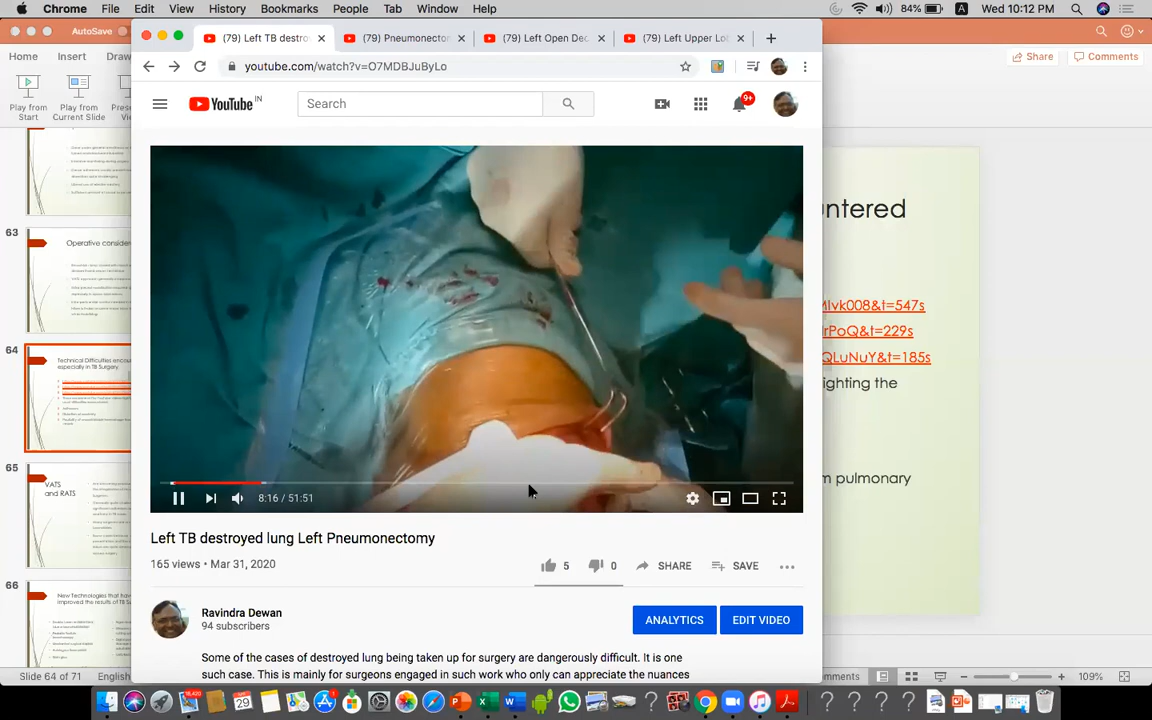 Chrome File Edit View History Bookmarks People Tab Window Help 84% A Wed 10:12 PM
AutoSave
Home Insert Draw
Share Comments
Play from Start
Play from Current Slide
(79) Left TB destro
(79) Pneumonector
(79) Left Open Dec
(79) Left Upper Lo
youtube.com/watch?v=O7MDBJuByLo
YouTube IN
Search
9+
63
Operative conside
64
Technical Difficulties encou
especially in TB Surgery
65
VATS
and RATS
66
New Technologies that hav
improved the results of TB S
ntered
MIvk008&t=547s
IrPoQ&t=229s
QLuNuY&t=185s
ighting the
m pulmonary
8:16 / 51:51
Left TB destroyed lung Left Pneumonectomy
165 views • Mar 31, 2020
5 0 SHARE SAVE
Ravindra Dewan
94 subscribers
ANALYTICS EDIT VIDEO
Some of the cases of destroyed lung being taken up for surgery are dangerously difficult. It is one
such case. This is mainly for surgeons engaged in such work who only can appreciate the nuances
Slide 64 of 71 English
omments 109%